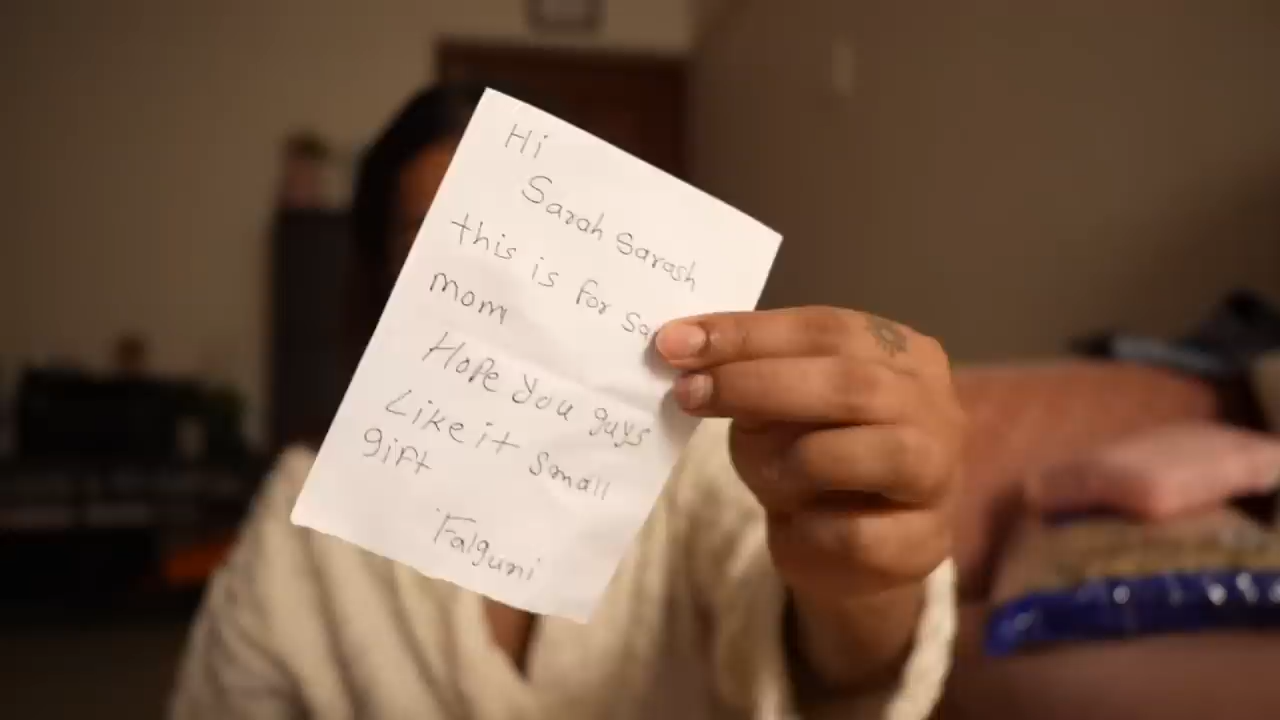 Hi
Sarah Sarash
this is for
mom
Hope you guys
Like it small
gift
Falguni